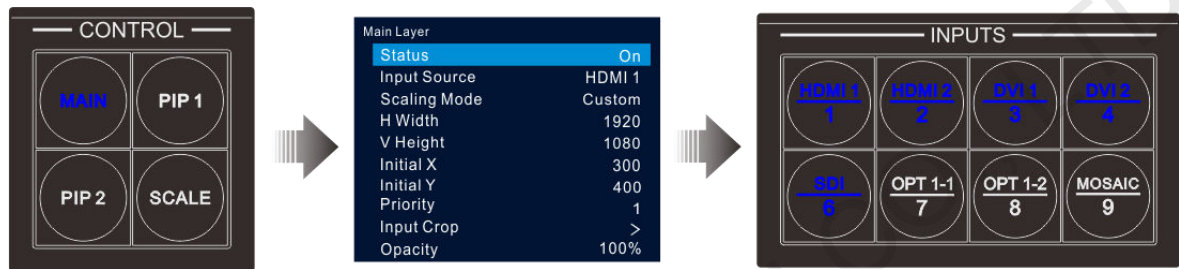 CONTROL
MAIN
PIP 1
PIP 2
SCALE
Main Layer
Status On
Input Source HDMI 1
Scaling Mode Custom
H Width 1920
V Height 1080
Initial X 300
Initial Y 400
Priority 1
Input Crop >
Opacity 100%
INPUTS
HDMI 1
1
HDMI 2
2
DVI 1
3
DVI 2
4
SDI
6
OPT 1-1
7
OPT 1-2
8
MOSAIC
9